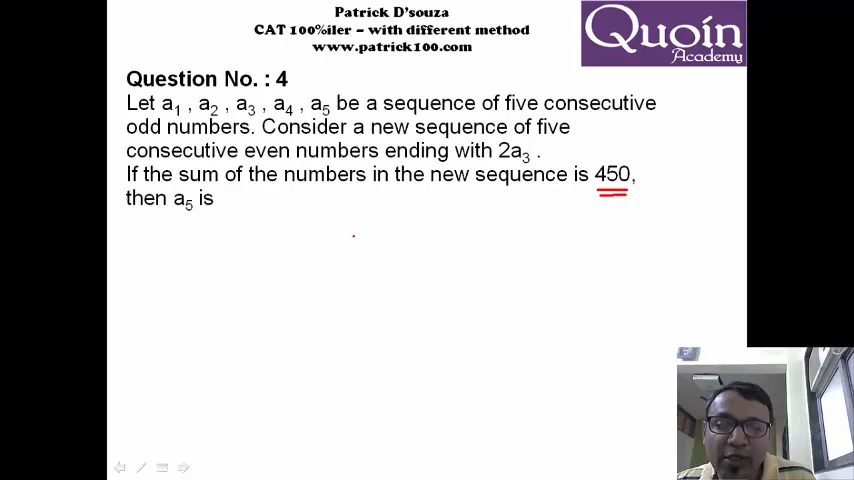 Patrick D'souza
CAT 100%iler – with different method
www.patrick100.com
Quoin
Academy
Question No. : 4
Let a₁ , a₂ , a₃ , a₄ , a₅ be a sequence of five consecutive
odd numbers. Consider a new sequence of five
consecutive even numbers ending with 2a₃ .
If the sum of the numbers in the new sequence is 450,
then a₅ is